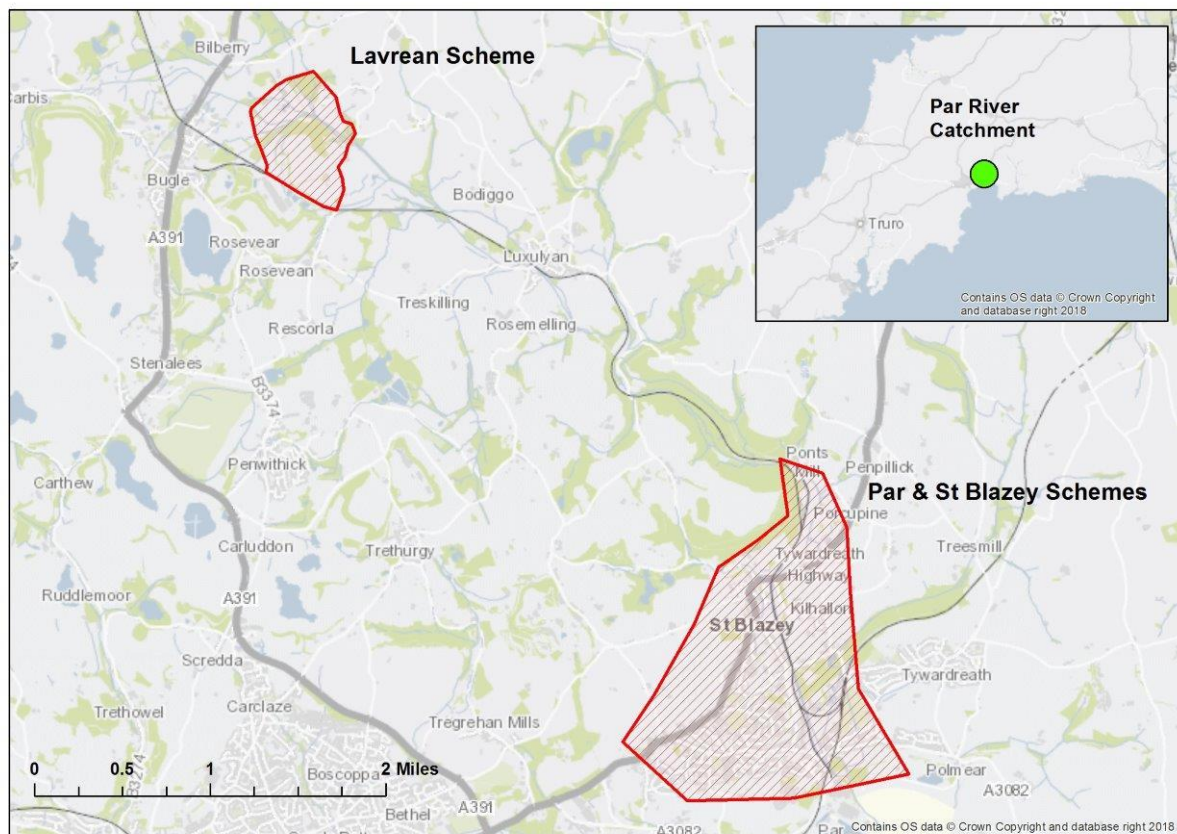 Lavrean Scheme
Bilberry
Carbis
Bugle
A391
Rosevear
Rosevean
Bodiggo
Luxulyan
Treskilling
Rosemelling
Rescorla
Stenalees
B3374
Penwithick
Carthew
Carluddon
Trethurgy
Ruddlemoor
A391
Scredda
Carclaze
Trethowel
Tregrehan Mills
Boscoppa
Bethel
A391
B3274
0 0.5 1 2 Miles
Par River
Catchment
Truro
Contains OS data © Crown Copyright
and database right 2018
Ponts
Mill
Penpillick
Par & St Blazey Schemes
Porcupine
Tywardreath
Highway
Treesmill
Kilhallon
St Blazey
Tywardreath
Polmear
A3082
A3082
Par
Contains OS data © Crown Copyright and database right 2018